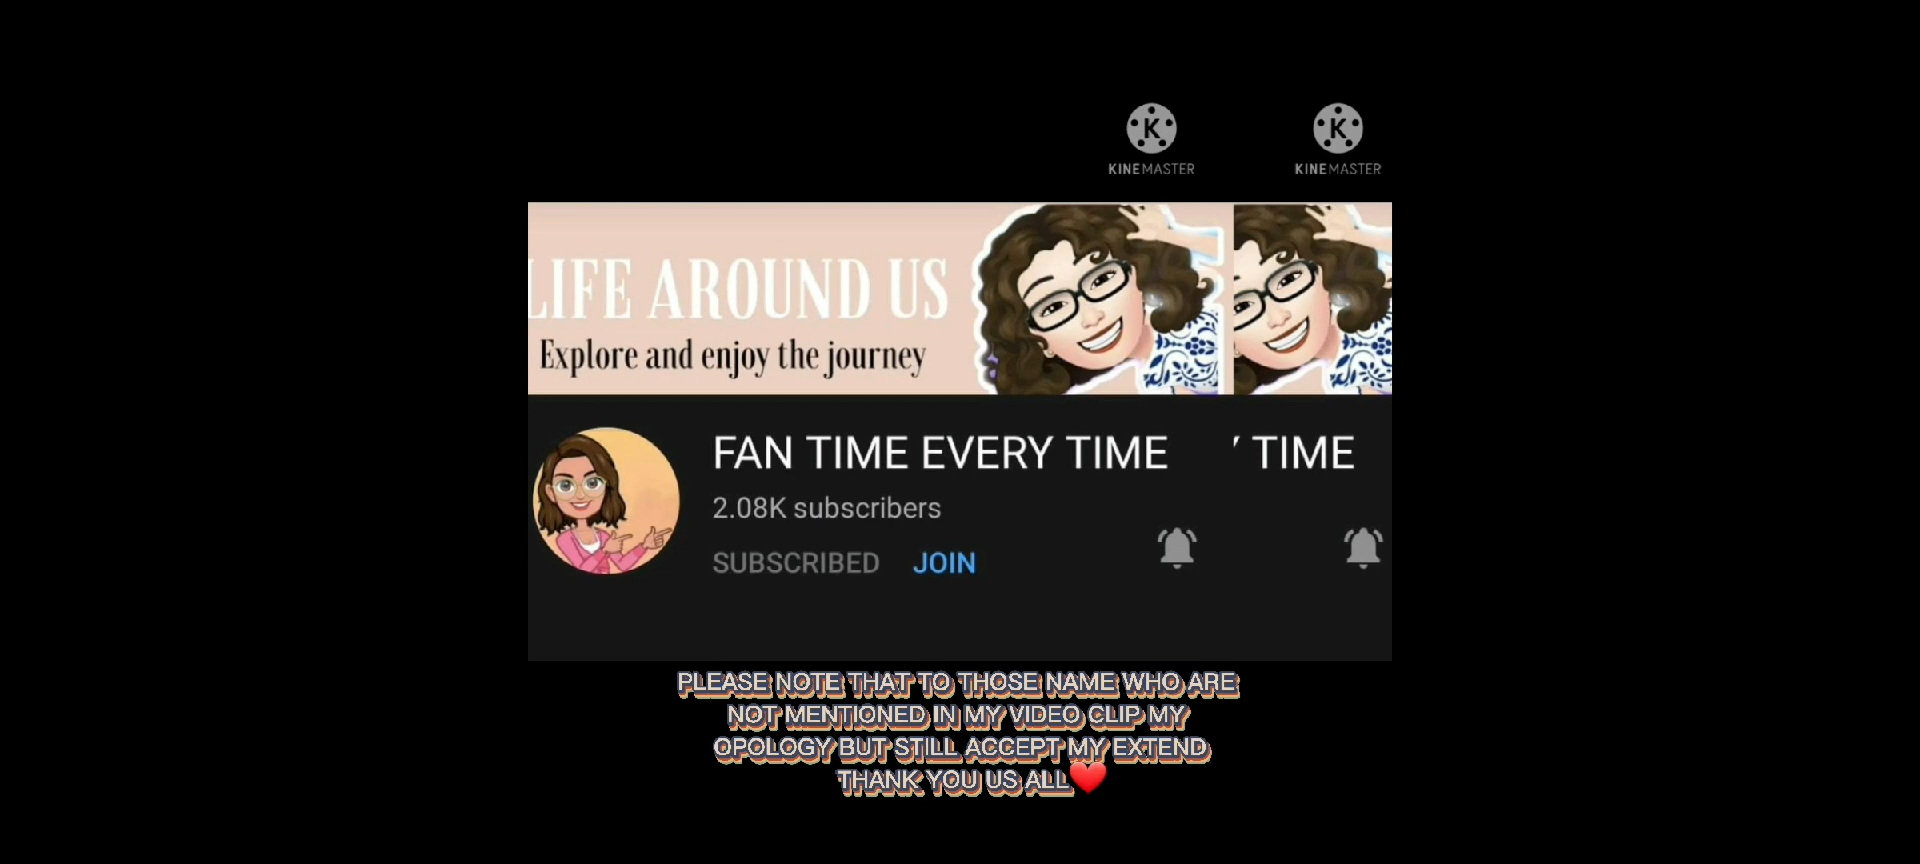 KINEMASTER KINEMASTER
LIFE AROUND US
Explore and enjoy the journey
FAN TIME EVERY TIME Y TIME
2.08K subscribers
SUBSCRIBED JOIN
PLEASE NOTE THAT TO THOSE NAME WHO ARE
NOT MENTIONED IN MY VIDEO CLIP MY
OPOLOGY BUT STILL ACCEPT MY EXTEND
THANK YOU US ALL❤️